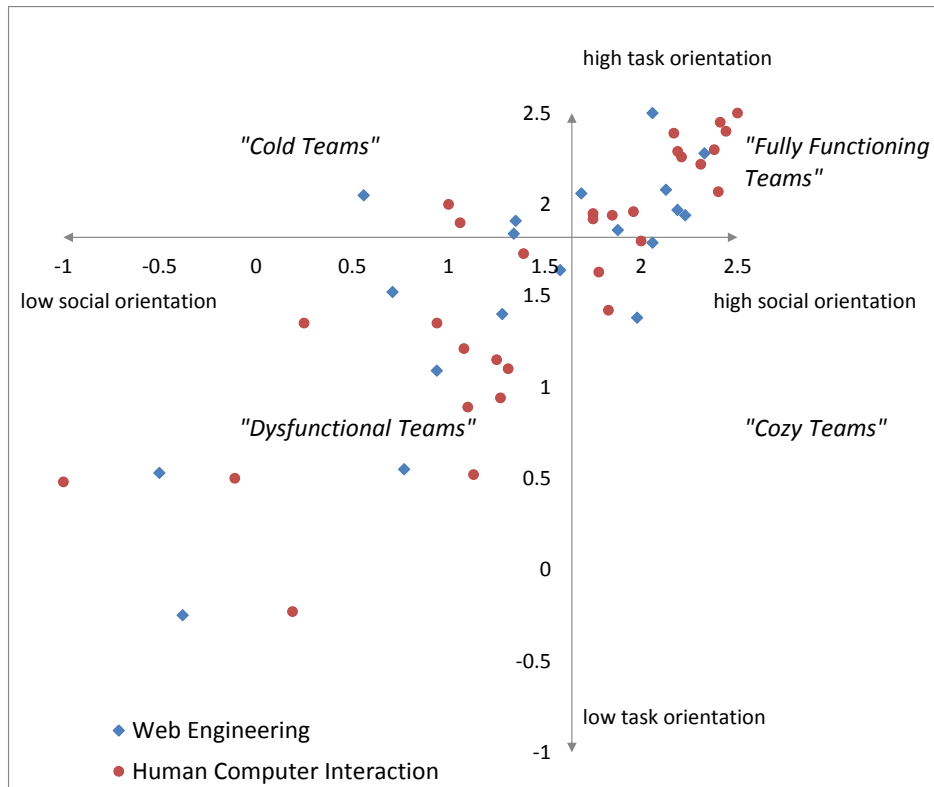 high task orientation
2.5
"Cold Teams"
"Fully Functioning
Teams"
2
-1 -0.5 0 0.5 1 1.5 2 2.5
low social orientation
1.5
high social orientation
1
"Dysfunctional Teams"
"Cozy Teams"
0.5
0
-0.5
low task orientation
Web Engineering
-1
Human Computer Interaction